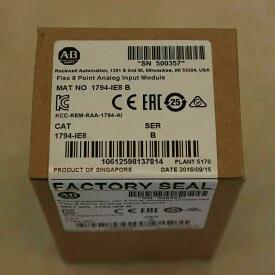 AB
"SN 500357"
Rockwell Automation, 1201 S 2nd St, Milwaukee, WI 53204, USA
Flex 8 Point Analog Input Module
MAT NO 1794-IE8 B
25
KCC-REM-RAA-1794-AI
CAT SER
1794-IE8 B
10612598137814 PLANT 5170
PRODUCT OF SINGAPORE DATE 2016/09/15
FACTORY SEAL